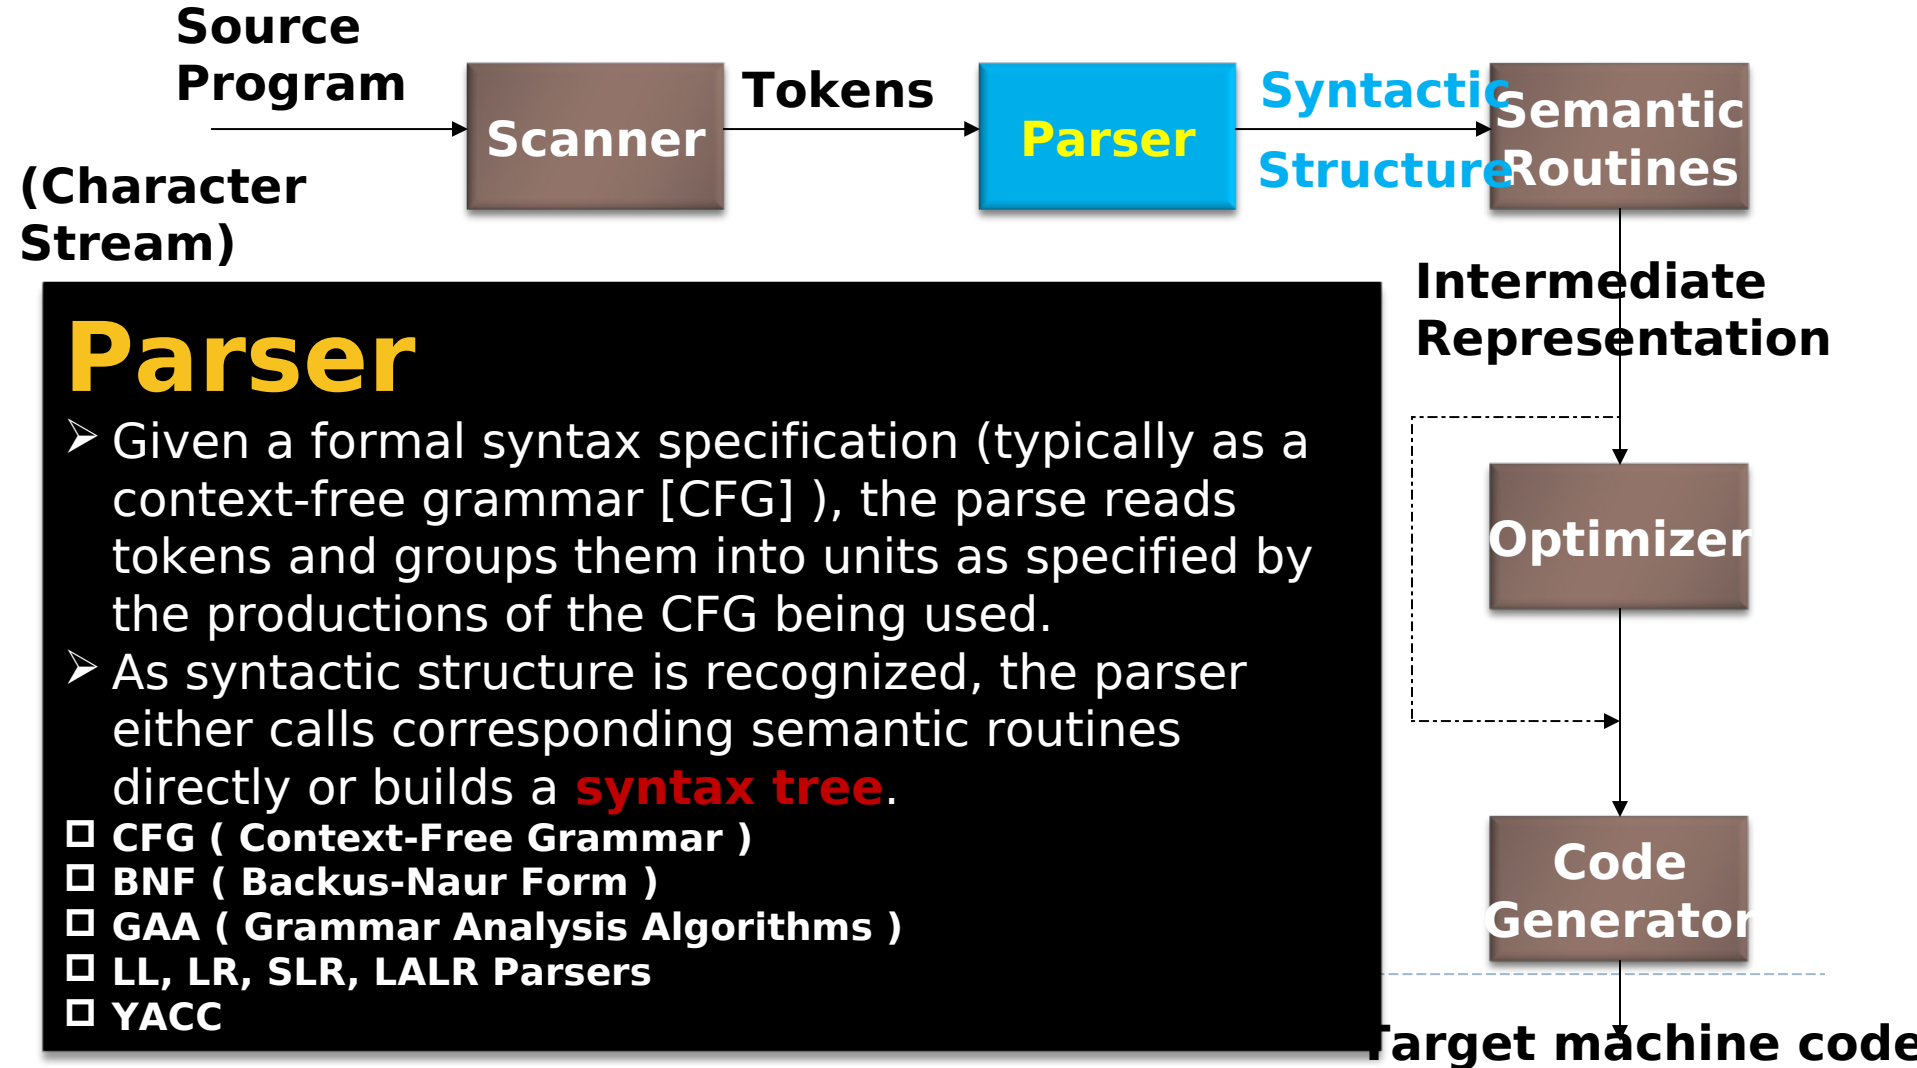 Source
Program
(Character
Stream)
Scanner
Tokens
Parser
Syntactic
Structure
Semantic
Routines
Intermediate
Representation
Optimizer
Code
Generator
Target machine code
Parser
Given a formal syntax specification (typically as a
context-free grammar [CFG] ), the parse reads
tokens and groups them into units as specified by
the productions of the CFG being used.
As syntactic structure is recognized, the parser
either calls corresponding semantic routines
directly or builds a syntax tree.
CFG ( Context-Free Grammar )
BNF ( Backus-Naur Form )
GAA ( Grammar Analysis Algorithms )
LL, LR, SLR, LALR Parsers
YACC